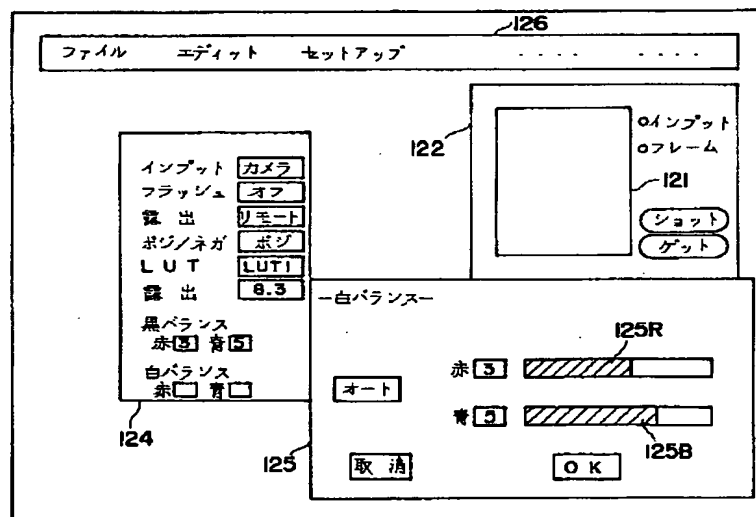 126
ファイル エディット セットアップ . . . . . . . .
122
インプット
フレーム
121
ショット
ゲット
インプット カメラ
フラッシュ オフ
露出 リモート
ポジ/ネガ ポジ
LUT LUT1
露出 8.3
黒バランス
赤 3 青 5
白バランス
赤 青
124
-白バランス-
125R
赤 3
オート
青 5
125B
125
取消 OK